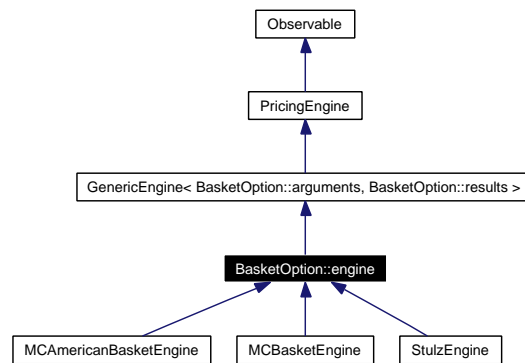 Observable
PricingEngine
GenericEngine< BasketOption::arguments, BasketOption::results >
BasketOption::engine
MCAmericanBasketEngine
MCBasketEngine
StulzEngine